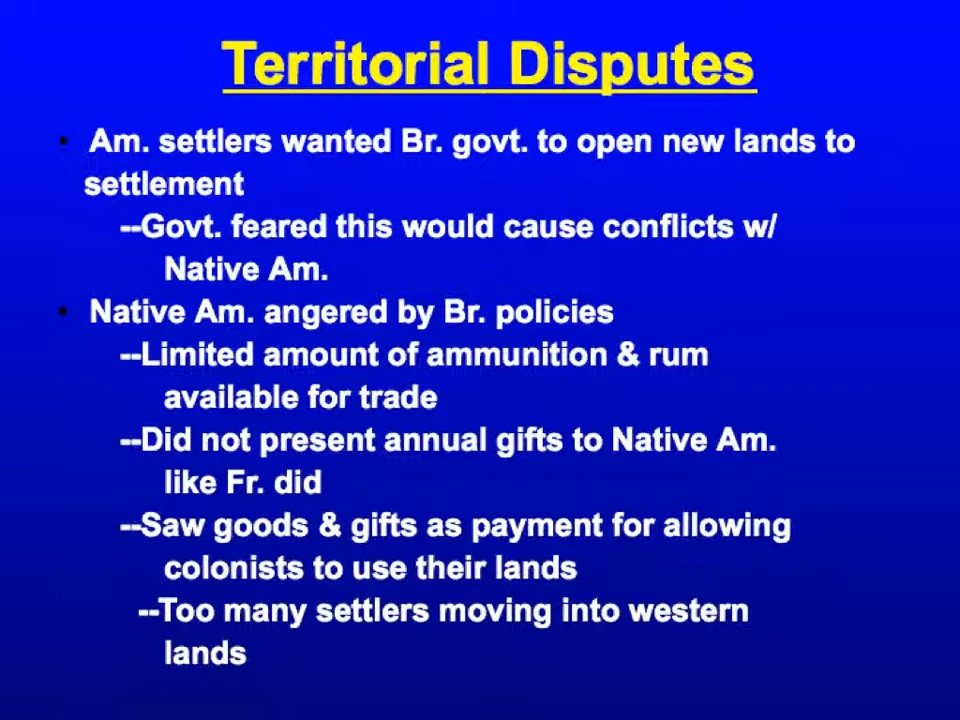 Territorial Disputes
• Am. settlers wanted Br. govt. to open new lands to
settlement
--Govt. feared this would cause conflicts w/
Native Am.
• Native Am. angered by Br. policies
--Limited amount of ammunition & rum
available for trade
--Did not present annual gifts to Native Am.
like Fr. did
--Saw goods & gifts as payment for allowing
colonists to use their lands
--Too many settlers moving into western
lands